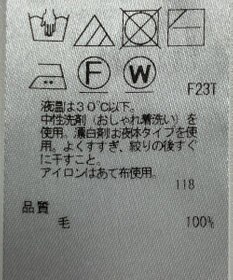 F W F23T
液温は30℃以下。
中性洗剤(おしゃれ着洗い)を
使用。漂白剤は液体タイプを使
用。よくすすぎ、絞りの後すぐ
に干すこと。
アイロンはあて布使用。
118
品質
毛 100%